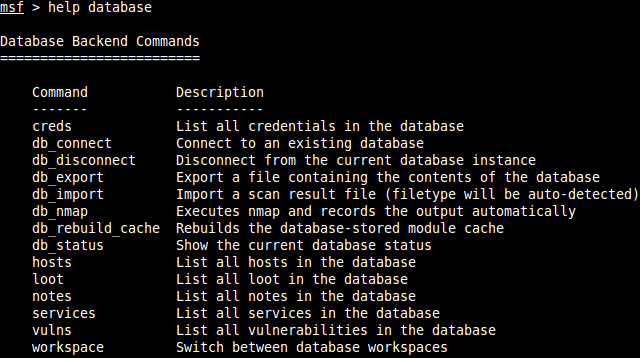 msf > help database
Database Backend Commands
=========================
Command Description
------- -----------
creds List all credentials in the database
db_connect Connect to an existing database
db_disconnect Disconnect from the current database instance
db_export Export a file containing the contents of the database
db_import Import a scan result file (filetype will be auto-detected)
db_nmap Executes nmap and records the output automatically
db_rebuild_cache Rebuilds the database-stored module cache
db_status Show the current database status
hosts List all hosts in the database
loot List all loot in the database
notes List all notes in the database
services List all services in the database
vulns List all vulnerabilities in the database
workspace Switch between database workspaces